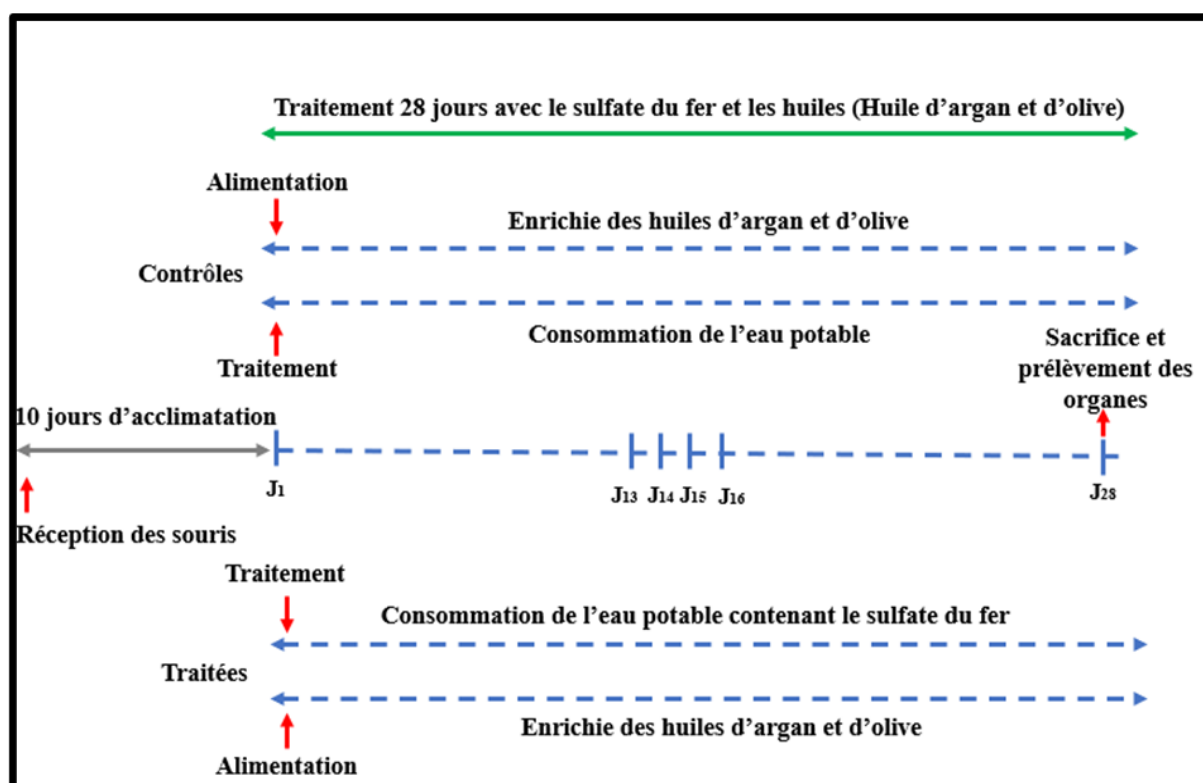 Traitement 28 jours avec le sulfate du fer et les huiles (Huile d’argan et d’olive)
Alimentation
Enrichie des huiles d’argan et d’olive
Contrôles
Consommation de l’eau potable
Traitement
Sacrifice et
prélèvement des
organes
10 jours d’acclimatation
J1
J13
J14
J15
J16
J28
Réception des souris
Traitement
Consommation de l’eau potable contenant le sulfate du fer
Traitées
Enrichie des huiles d’argan et d’olive
Alimentation